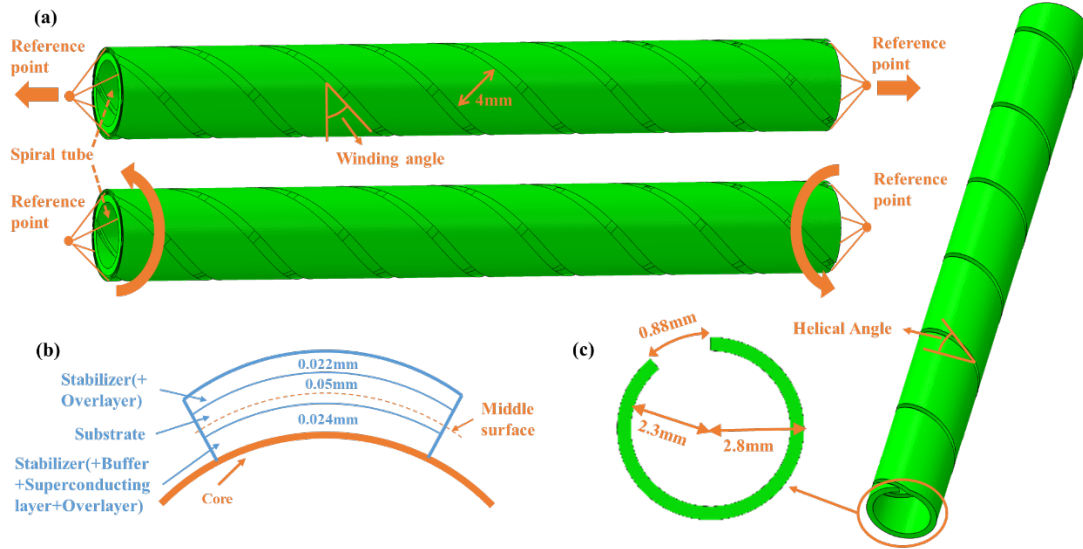 (a)
Reference
point
Reference
point
4mm
Winding angle
Spiral tube
Reference
point
Reference
point
Helical Angle
(b)
0.022mm
0.05mm
0.024mm
Stabilizer(+
Overlayer)
Substrate
Stabilizer(+Buffer
+Superconducting
layer+Overlayer)
Core
Middle
surface
(c)
0.88mm
2.3mm
2.8mm